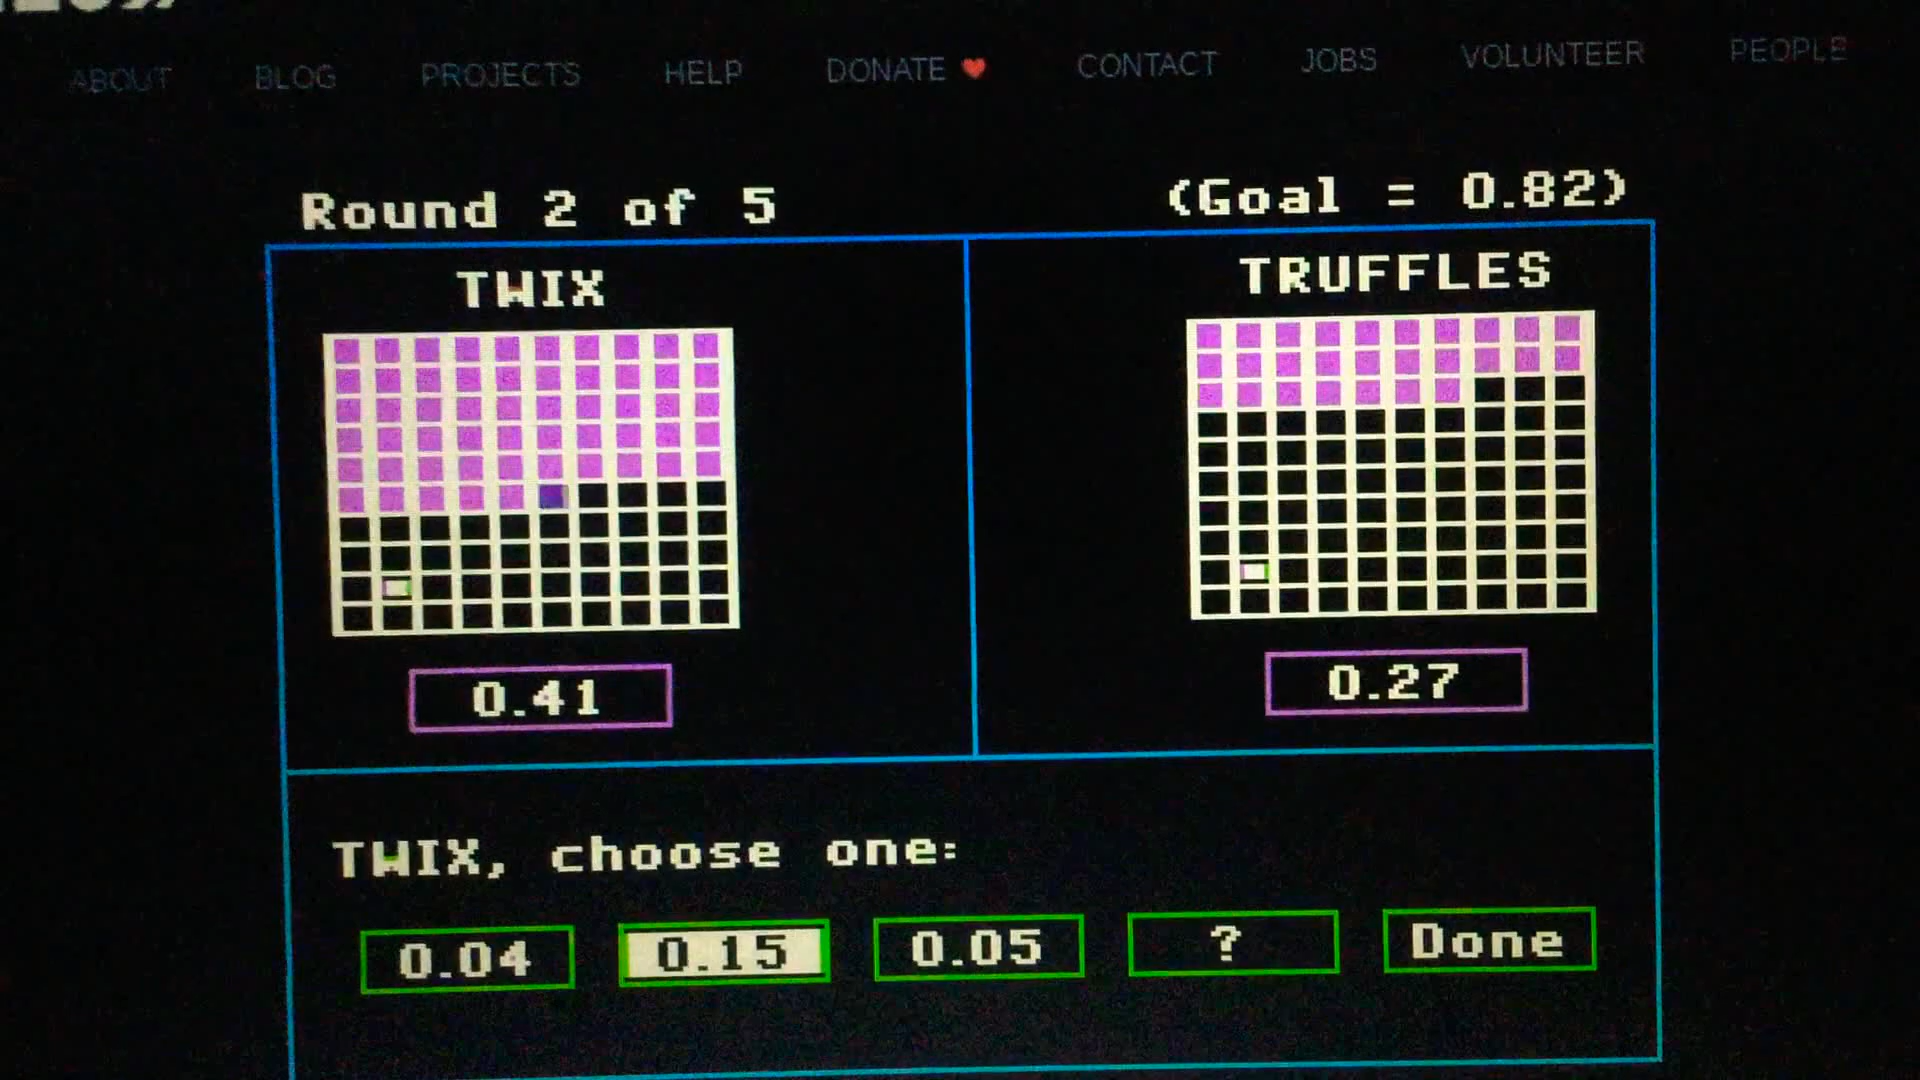 ABOUT BLOG PROJECTS HELP DONATE CONTACT JOBS VOLUNTEER PEOPLE
Round 2 of 5 (Goal = 0.82)
TWIX TRUFFLES
0.41 0.27
TWIX, choose one:
0.04 0.15 0.05 ? Done